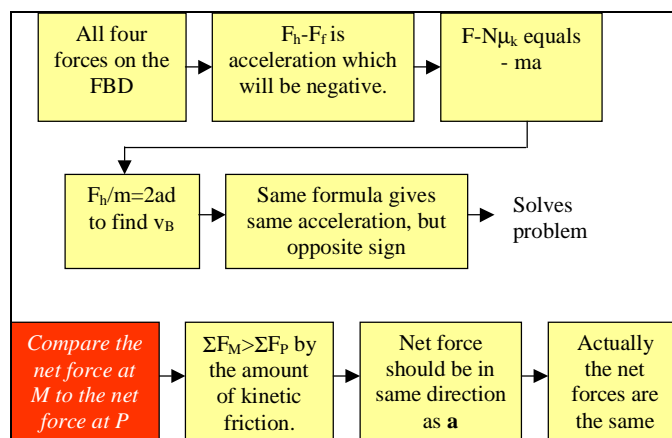 All four
forces on the
FBD
F_h-F_f is
acceleration which
will be negative.
F-Nμ_k equals
- ma
F_h/m=2ad
to find v_B
Same formula gives
same acceleration, but
opposite sign
Solves
problem
Compare the
net force at
M to the net
force at P
ΣF_M>ΣF_P by
the amount
of kinetic
friction.
Net force
should be in
same direction
as a
Actually
the net
forces are
the same